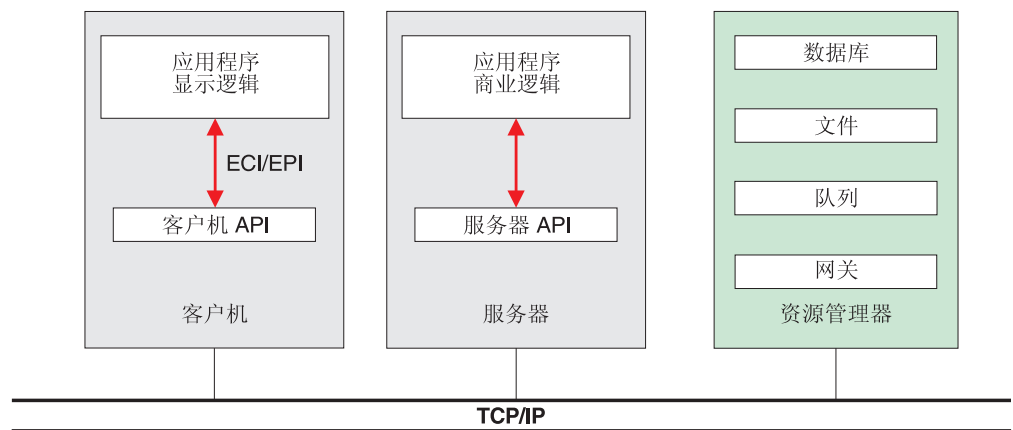 应用程序
显示逻辑
ECI/EPI
客户机 API
客户机
应用程序
商业逻辑
服务器 API
服务器
数据库
文件
队列
网关
资源管理器
TCP/IP